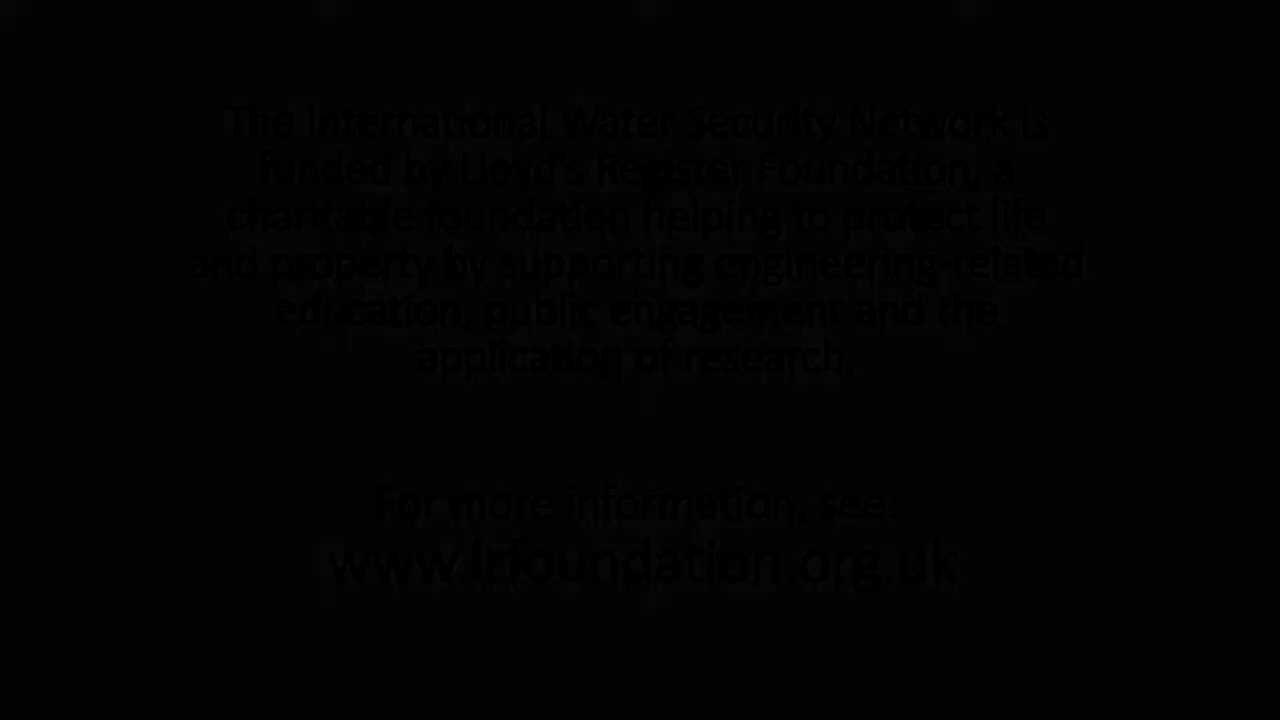 The International Water Security Network is
funded by Lloyd's Register Foundation, a
charitable foundation helping to protect life
and property by supporting engineering-related
education, public engagement and the
application of research.
For more information, see:
www.lrfoundation.org.uk